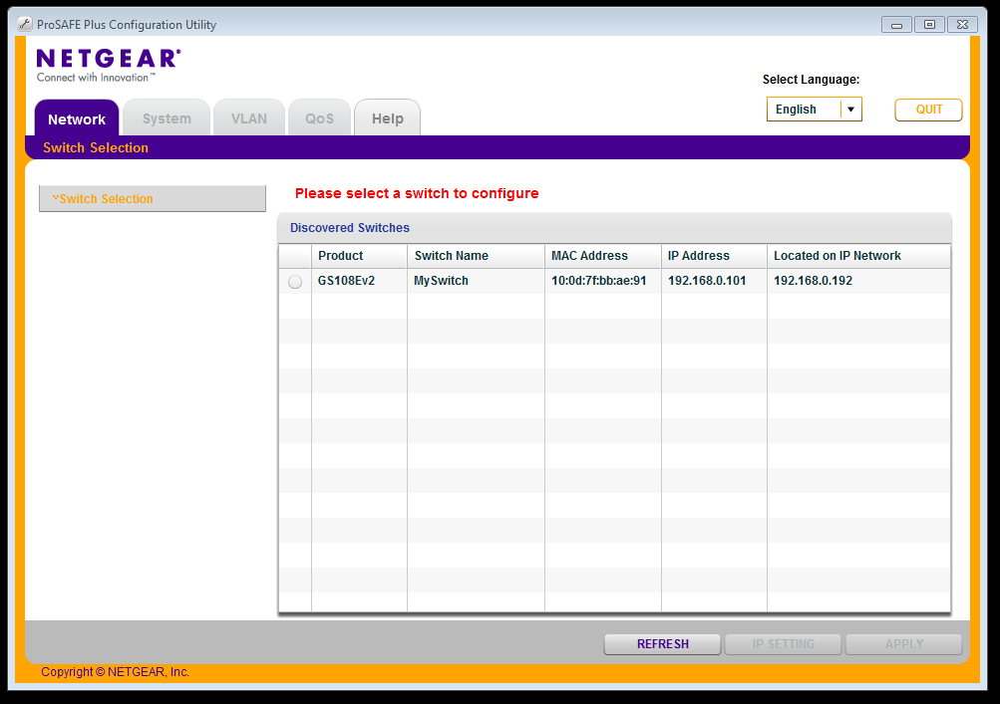 ProSAFE Plus Configuration Utility
NETGEAR®
Connect with Innovation™
Select Language:
English
QUIT
Network System VLAN QoS Help
Switch Selection
Switch Selection
Please select a switch to configure
Discovered Switches
Product Switch Name MAC Address IP Address Located on IP Network
GS108Ev2 MySwitch 10:0d:7f:bb:ae:91 192.168.0.101 192.168.0.192
REFRESH IP SETTING APPLY
Copyright © NETGEAR, Inc.